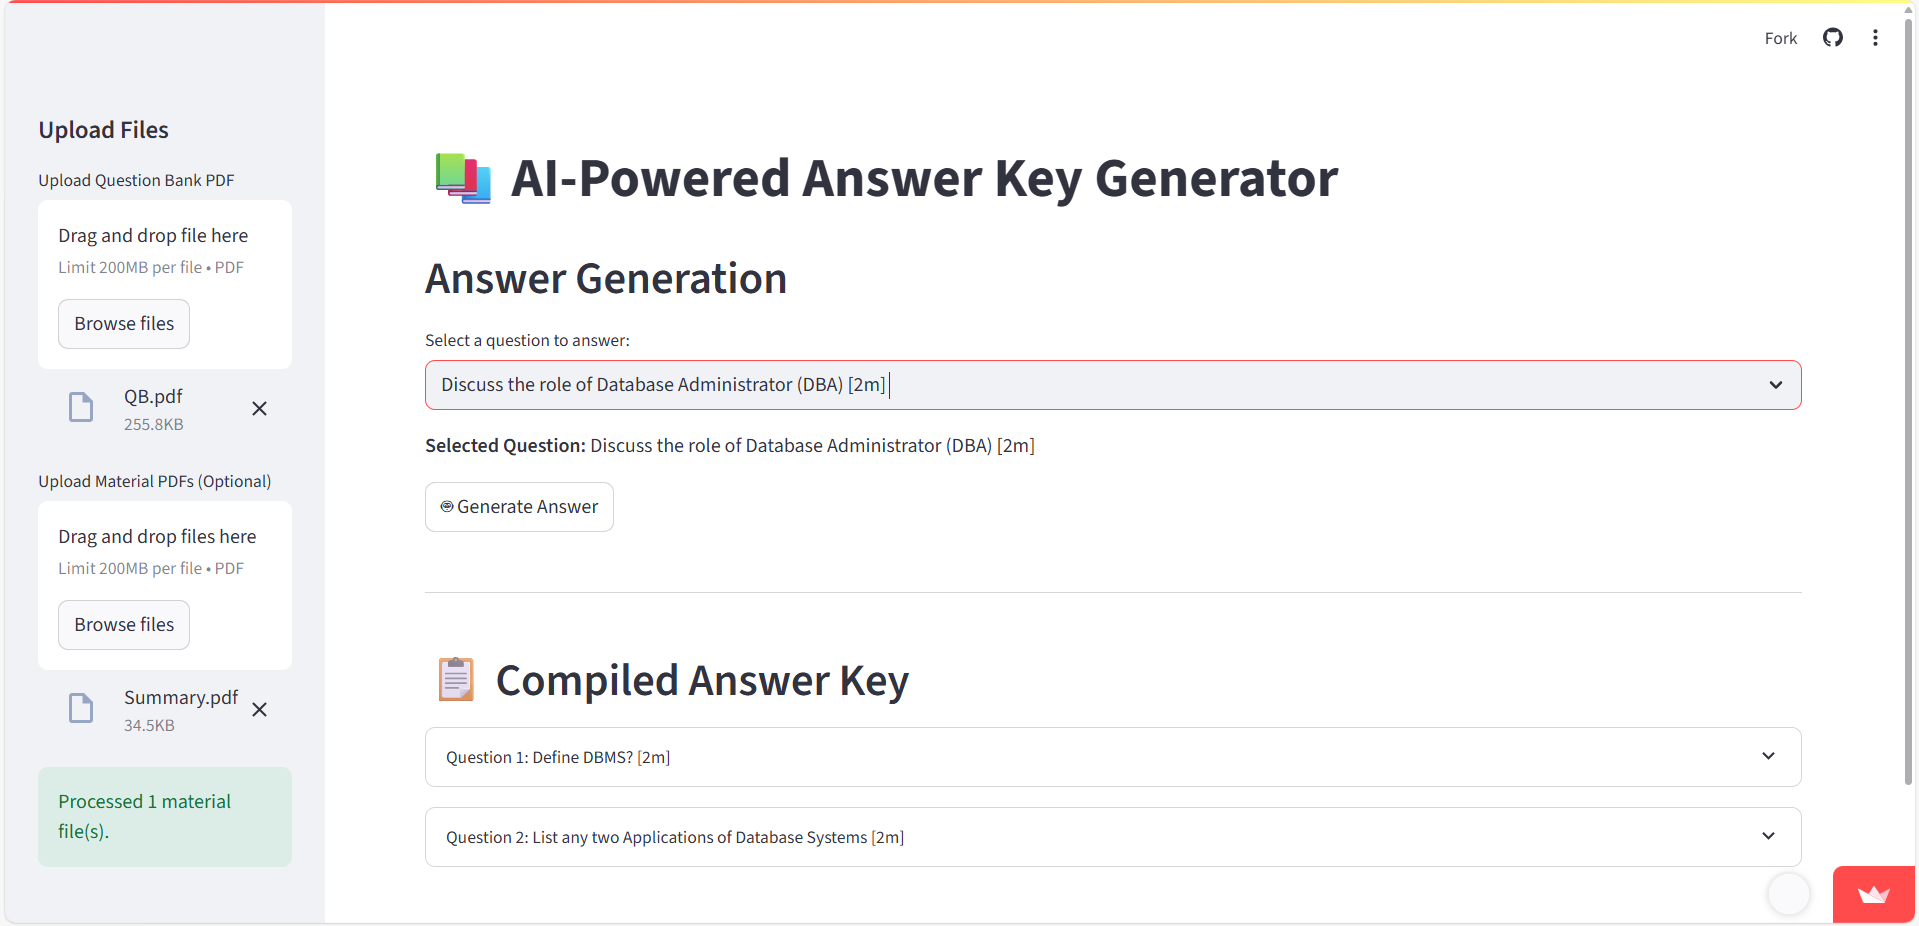 Fork
Upload Files
Upload Question Bank PDF
Drag and drop file here
Limit 200MB per file • PDF
Browse files
QB.pdf
255.8KB
Upload Material PDFs (Optional)
Drag and drop files here
Limit 200MB per file • PDF
Browse files
Summary.pdf
34.5KB
Processed 1 material
file(s).
AI-Powered Answer Key Generator
Answer Generation
Select a question to answer:
Discuss the role of Database Administrator (DBA) [2m]
Selected Question: Discuss the role of Database Administrator (DBA) [2m]
Generate Answer
Compiled Answer Key
Question 1: Define DBMS? [2m]
Question 2: List any two Applications of Database Systems [2m]